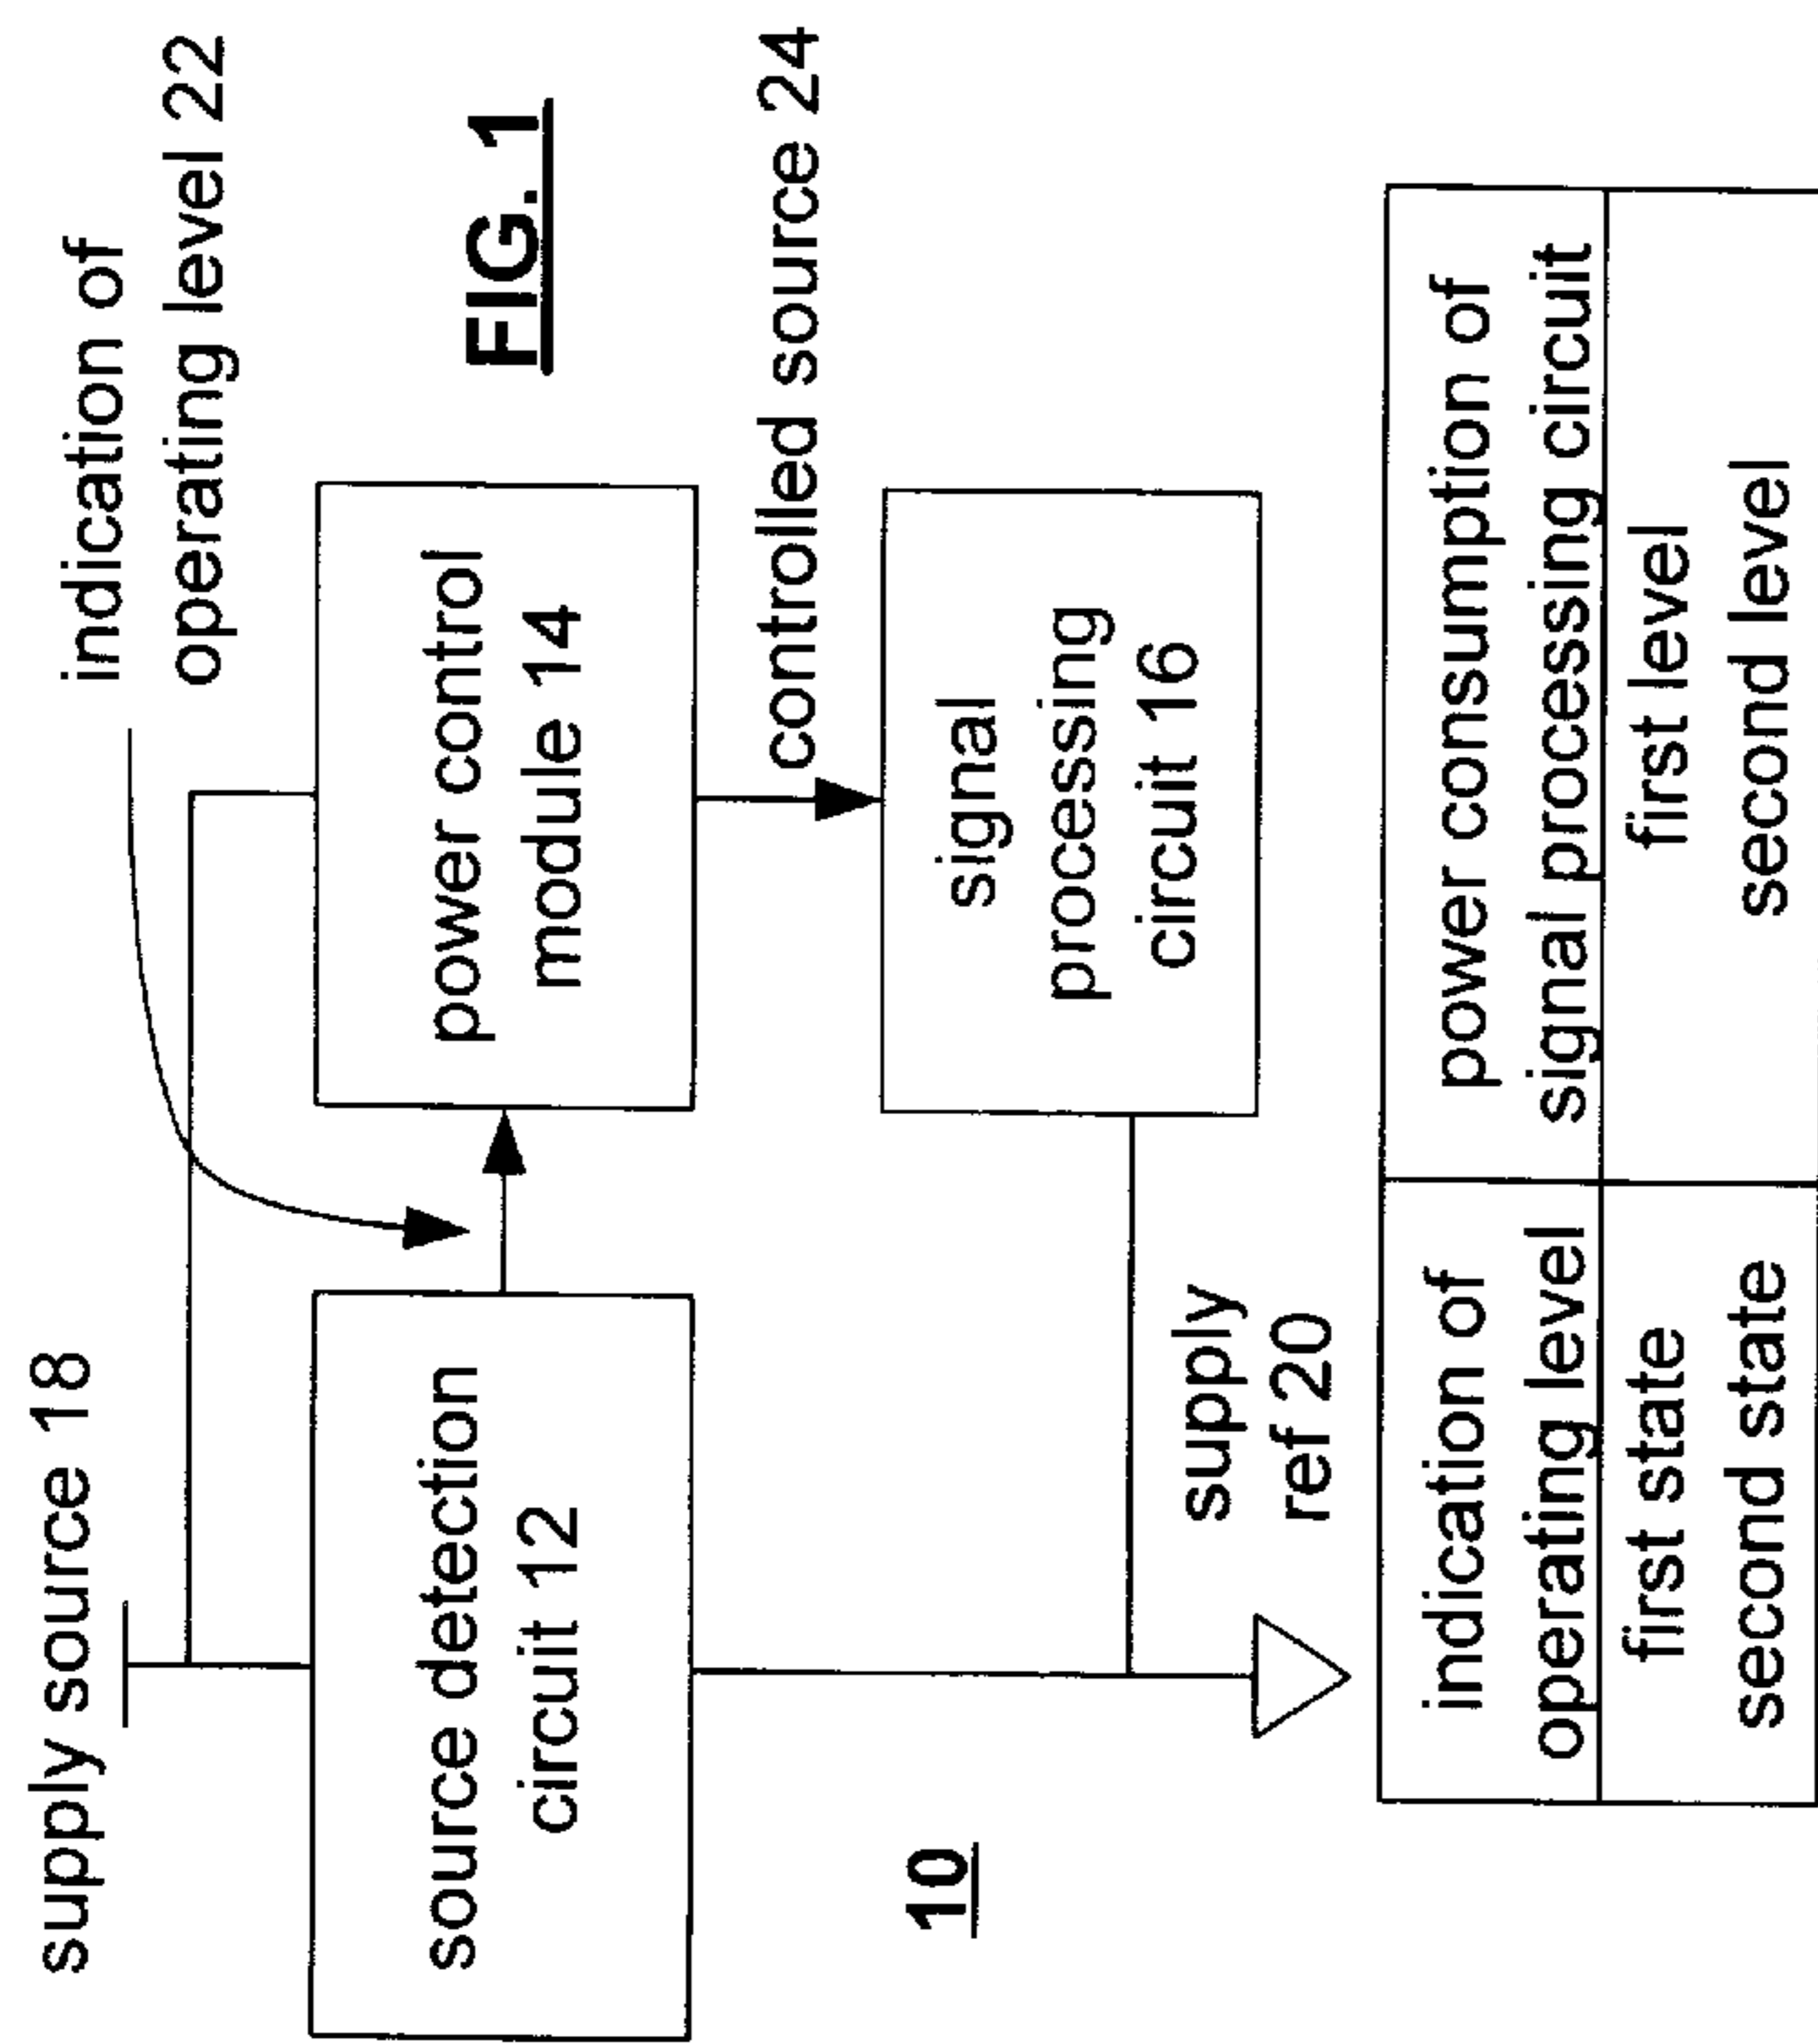 supply source 18
indication of
operating level 22
source detection
circuit 12
power control
module 14
FIG. 1
controlled source 24
signal
processing
circuit 16
10
supply
ref 20
indication of
operating level
power consumption of
signal processing circuit
first state
first level
second state
second level